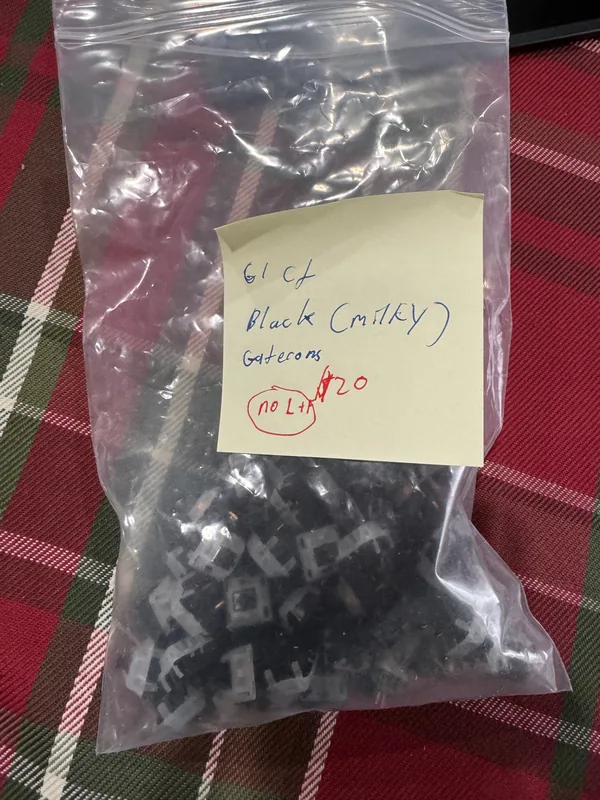 61 ct
Black (milky)
Gaterons
$20
no L+F